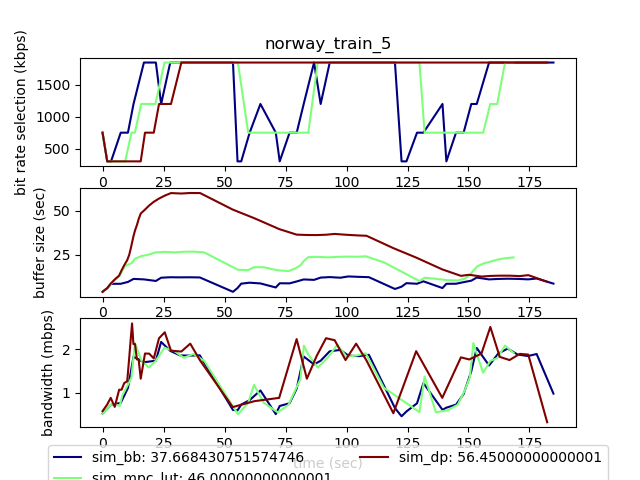 norway_train_5
bit rate selection (kbps)
1500
1000
500
0 25 50 75 100 125 150 175
buffer size (sec)
50
25
0 25 50 75 100 125 150 175
bandwidth (mbps)
2
1
0 25 50 75 100 125 150 175
time (sec)
sim_bb: 37.668430751574746
sim_dp: 56.45000000000001
sim_mpc_lut: 46.00000000000001